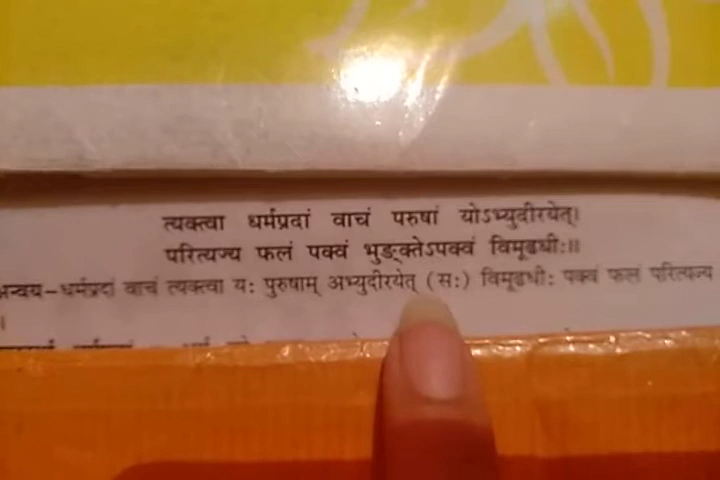 त्यक्त्वा धर्मप्रदां वाचं परुषां योऽभ्युदीरयेत्।
परित्यज्य फलं पक्वं भुङ्क्तेऽपक्वं विमूढधीः॥
अन्वय-धर्मप्रदां वाचं त्यक्त्वा यः पुरुषाम् अभ्युदीरयेत् (सः) विमूढधीः पक्वं फलं परित्यज्य
।